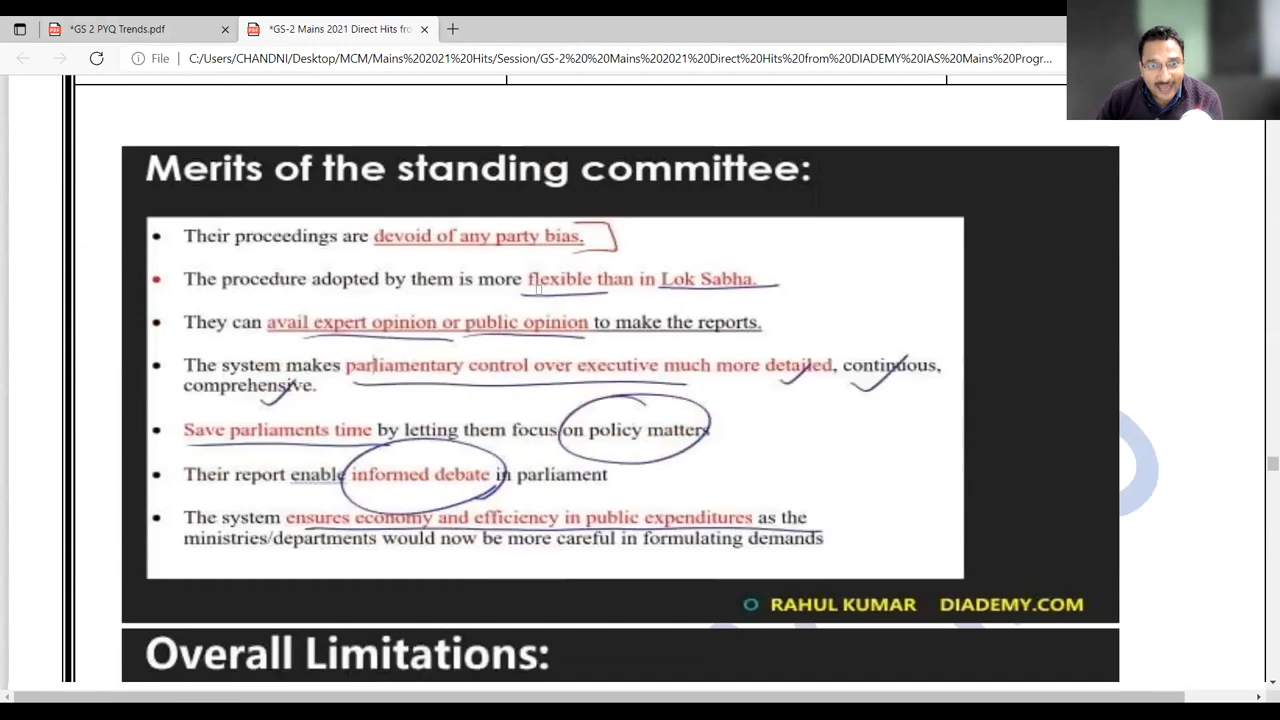 *GS 2 PYQ Trends.pdf
*GS-2 Mains 2021 Direct Hits fro
File
C:/Users/CHANDNI/Desktop/MCM/Mains%202021%20Hits/Session/GS-2%20%20Mains%202021%20Direct%20Hits%20from%20DIADEMY%20IAS%20Mains%20Progr...
Merits of the standing committee:
• Their proceedings are devoid of any party bias.
• The procedure adopted by them is more flexible than in Lok Sabha.
• They can avail expert opinion or public opinion to make the reports.
• The system makes parliamentary control over executive much more detailed, continuous,
comprehensive.
• Save parliaments time by letting them focus on policy matters
• Their report enable informed debate in parliament
• The system ensures economy and efficiency in public expenditures as the
ministries/departments would now be more careful in formulating demands
RAHUL KUMAR DIADEMY.COM
Overall Limitations: